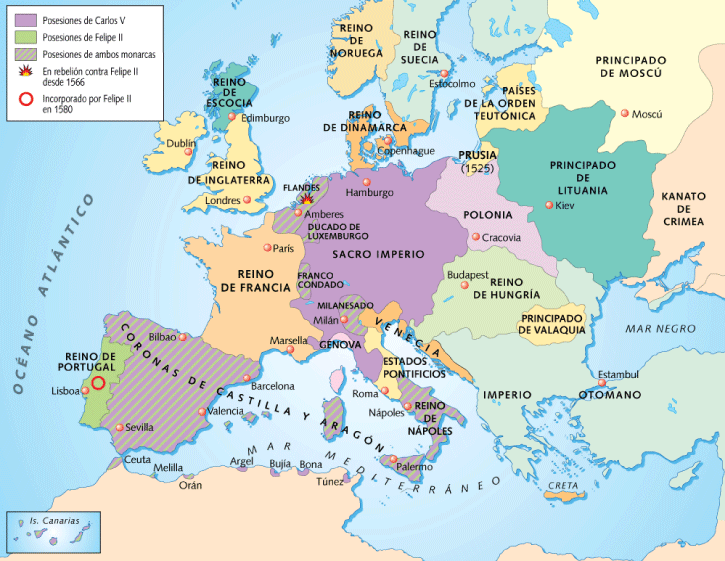 Posesiones de Carlos V
Posesiones de Felipe II
Posesiones de ambos monarcas
En rebelión contra Felipe II
desde 1566
Incorporado por Felipe II
en 1580
REINO
DE
NORUEGA
REINO
DE
SUECIA
Estocolmo
PRINCIPADO
DE MOSCÚ
Moscú
PAÍSES
DE LA ORDEN
TEUTÓNICA
REINO
DE
ESCOCIA
Edimburgo
REINO
DE DINAMARCA
Copenhague
Dublín
REINO
DE INGLATERRA
Londres
PRUSIA
(1525)
PRINCIPADO
DE
LITUANIA
Kiev
KANATO
DE
CRIMEA
FLANDES
Hamburgo
Amberes
DUCADO DE
LUXEMBURGO
POLONIA
Cracovia
OCÉANO ATLÁNTICO
París
SACRO IMPERIO
REINO
DE FRANCIA
FRANCO
CONDADO
Budapest
REINO
DE HUNGRÍA
MILANESADO
Milán
VENECIA
PRINCIPADO
DE VALAQUIA
MAR NEGRO
Bilbao
Marsella
GÉNOVA
ESTADOS
PONTIFICIOS
REINO DE
PORTUGAL
Lisboa
CORONAS DE CASTILLA Y ARAGÓN
Barcelona
Roma
Estambul
IMPERIO
OTOMANO
Valencia
Nápoles
REINO
DE
NÁPOLES
Sevilla
MAR MEDITERRÁNEO
Ceuta
Melilla
Orán
Argel
Bujía
Bona
Túnez
Palermo
CRETA
Is. Canarias